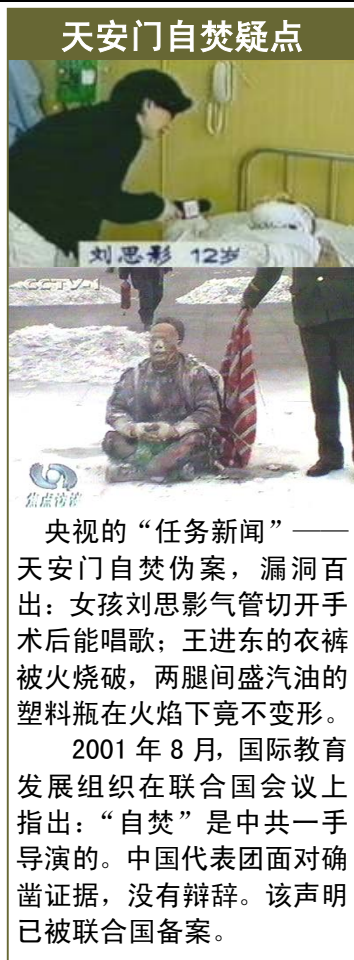 天安门自焚疑点
刘思影 12岁
CCTV-1
焦点访谈
央视的“任务新闻”——
天安门自焚伪案，漏洞百
出：女孩刘思影气管切开手
术后能唱歌；王进东的衣裤
被火烧破，两腿间盛汽油的
塑料瓶在火焰下竟不变形。
2001 年 8 月，国际教育
发展组织在联合国会议上
指出：“自焚”是中共一手
导演的。中国代表团面对确
凿证据，没有辩辞。该声明
已被联合国备案。